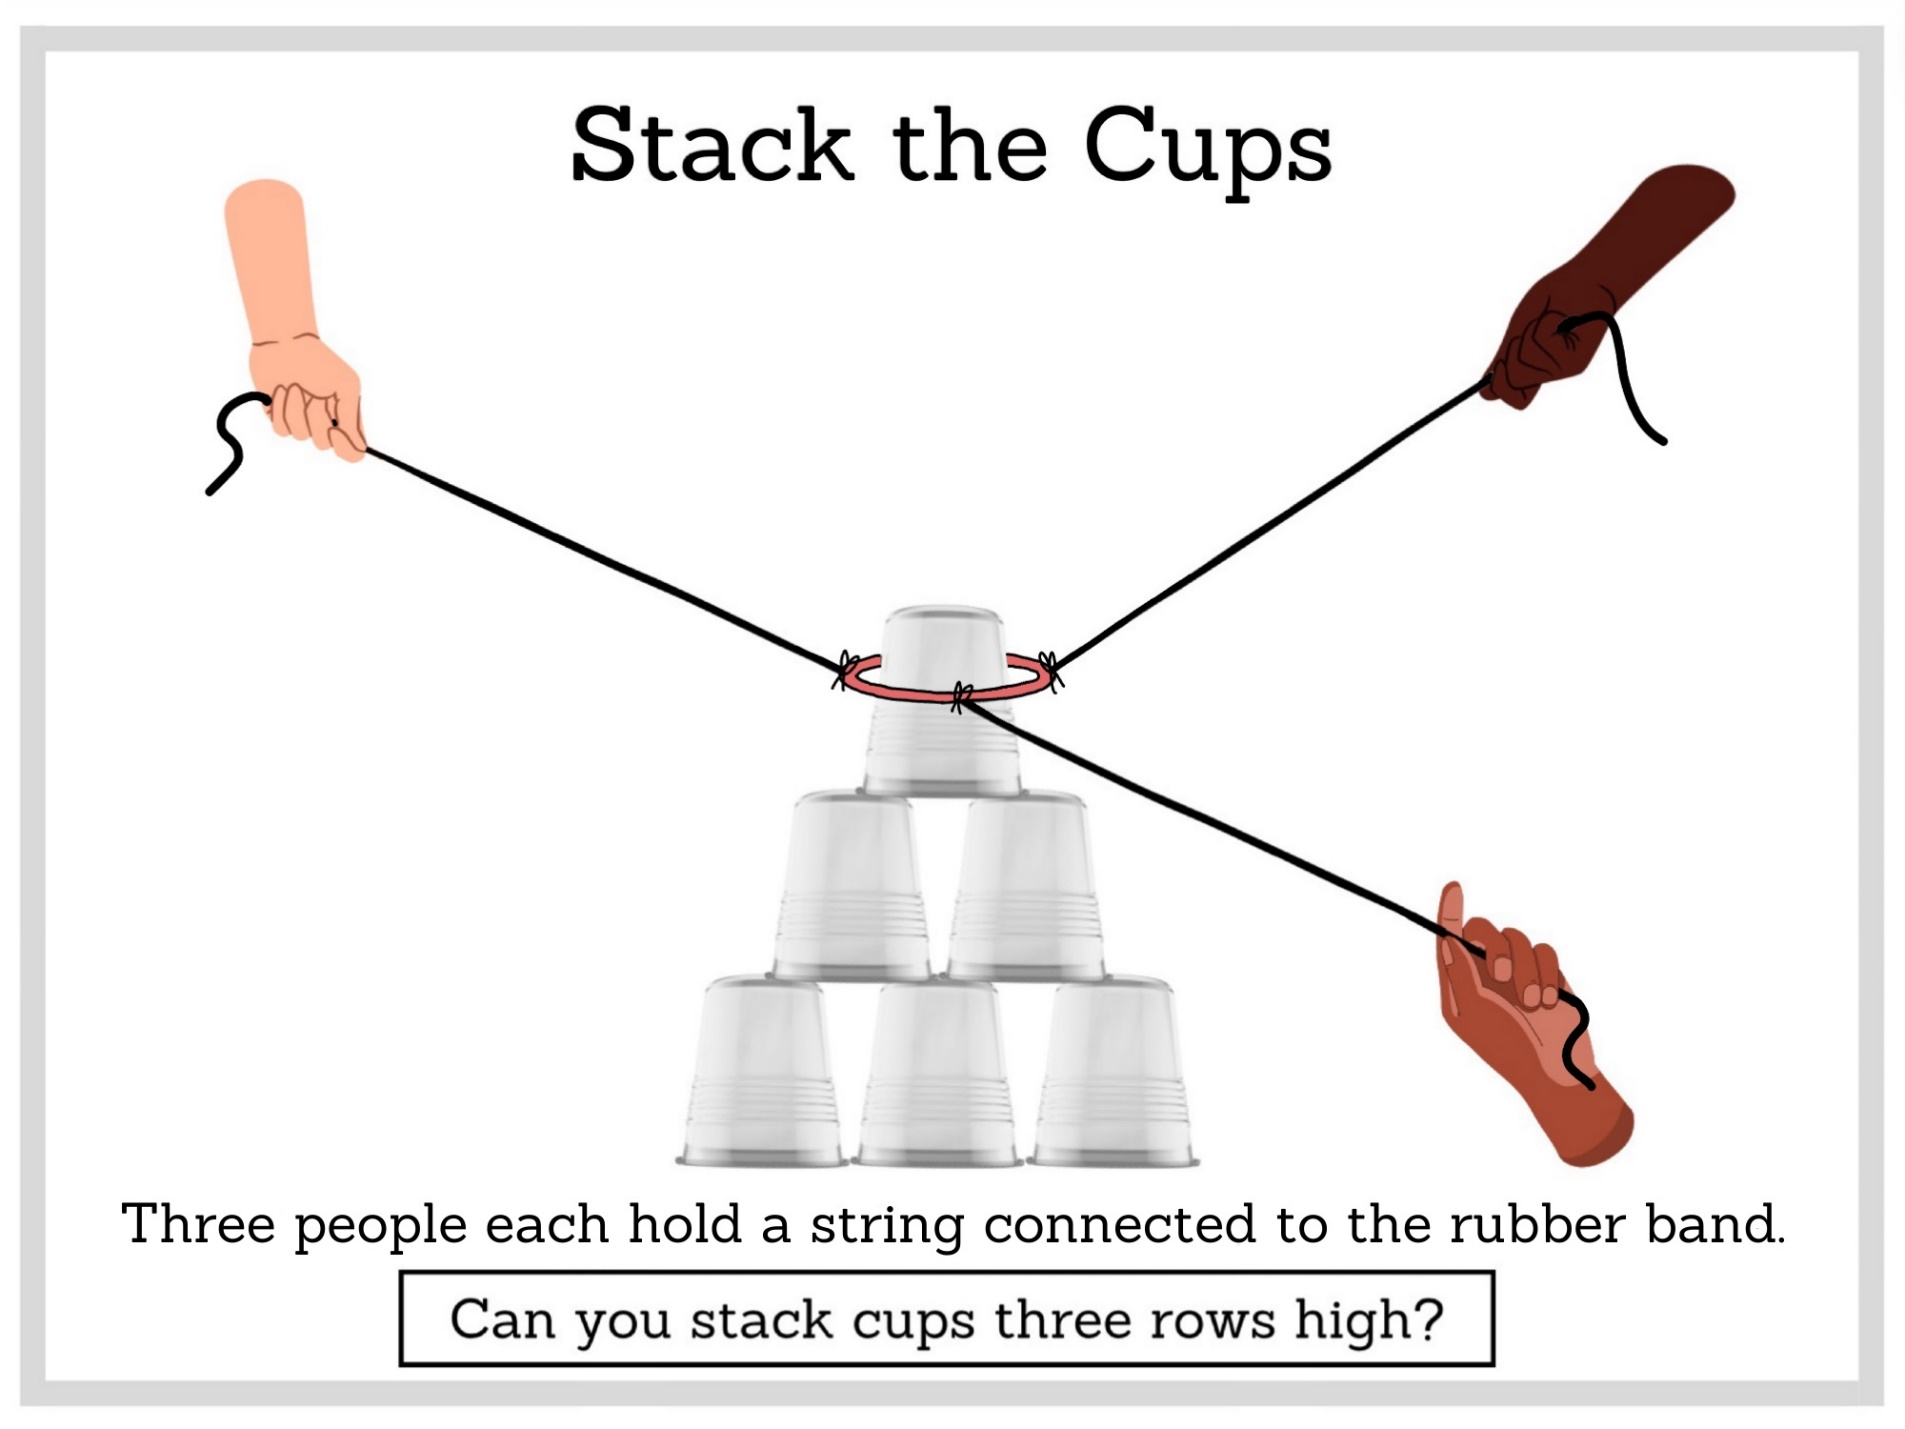 Stack the Cups
Three people each hold a string connected to the rubber band.
Can you stack cups three rows high?